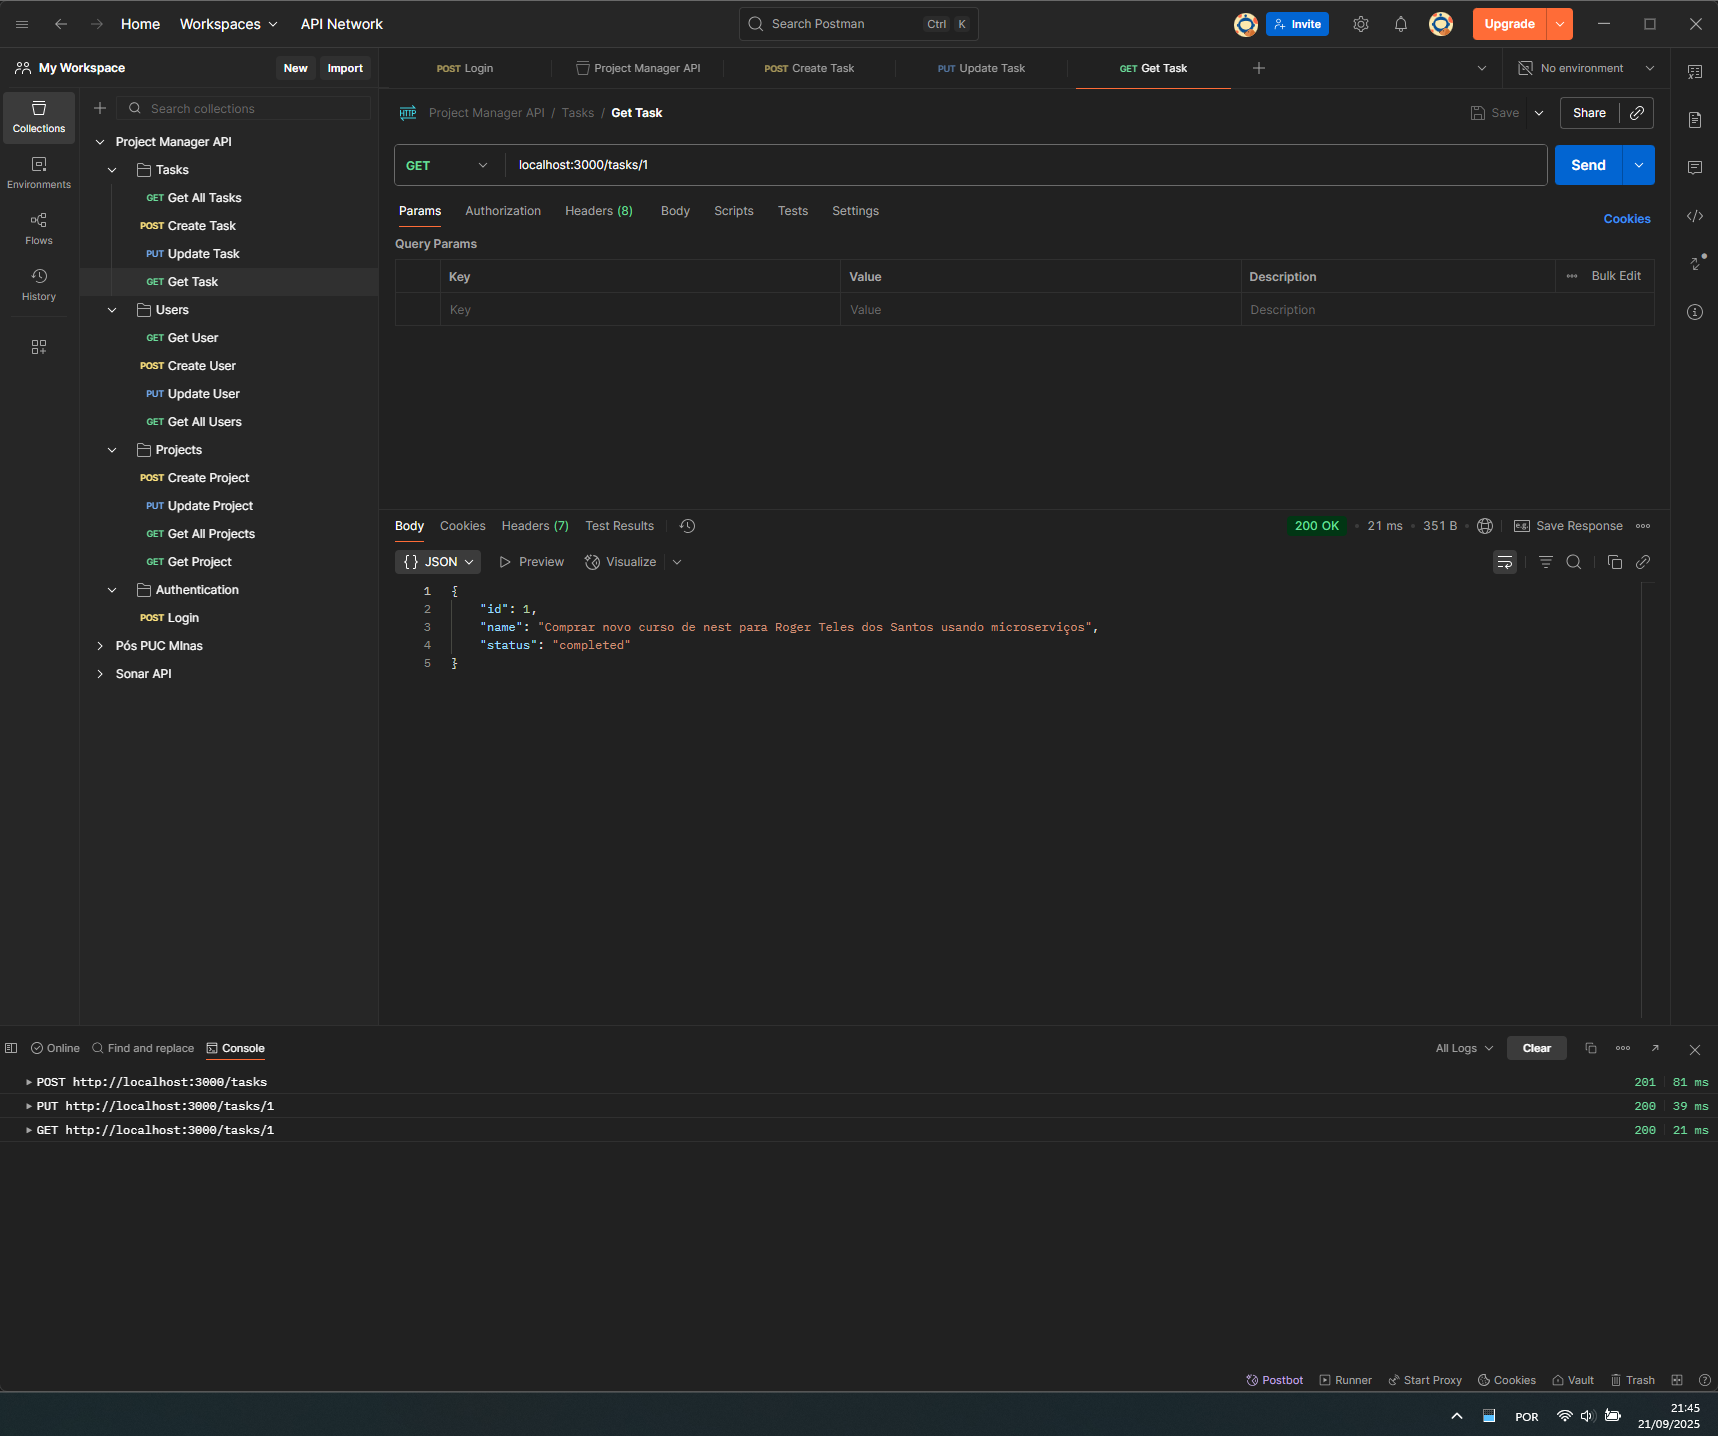 Home Workspaces API Network Search Postman Ctrl K Invite Upgrade
My Workspace New Import POST Login Project Manager API POST Create Task PUT Update Task GET Get Task No environment
Collections
Environments
Flows
History
Search collections
Project Manager API
Tasks
GET Get All Tasks
POST Create Task
PUT Update Task
GET Get Task
Users
GET Get User
POST Create User
PUT Update User
GET Get All Users
Projects
POST Create Project
PUT Update Project
GET Get All Projects
GET Get Project
Authentication
POST Login
Pós PUC MInas
Sonar API
HTTP Project Manager API / Tasks / Get Task Save Share
GET localhost:3000/tasks/1 Send
Params Authorization Headers (8) Body Scripts Tests Settings Cookies
Query Params
Key Value Description Bulk Edit
Key Value Description
Body Cookies Headers (7) Test Results 200 OK • 21 ms • 351 B • e.g. Save Response
{} JSON Preview Visualize
1 {
2 "id": 1,
3 "name": "Comprar novo curso de nest para Roger Teles dos Santos usando microserviços",
4 "status": "completed"
5 }
Online Find and replace Console All Logs Clear
POST http://localhost:3000/tasks 201 81 ms
PUT http://localhost:3000/tasks/1 200 39 ms
GET http://localhost:3000/tasks/1 200 21 ms
Postbot Runner Start Proxy Cookies Vault Trash
POR 21:45
21/09/2025